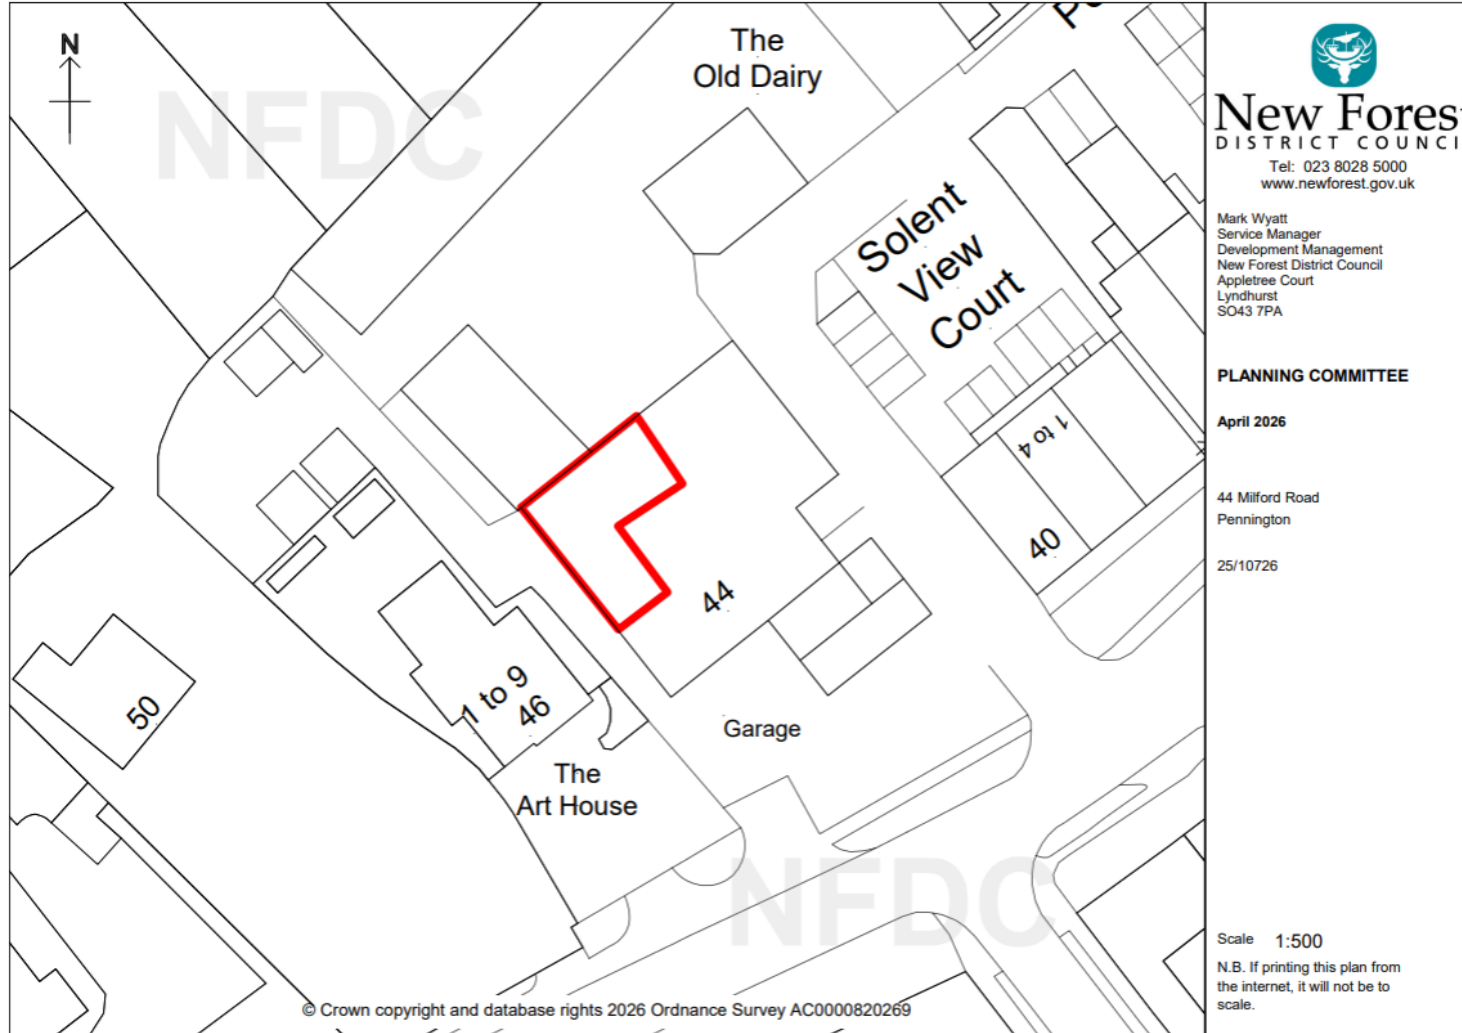 N
NFDC
The
Old Dairy
Solent
View
Court
1 to 4
40
44
1 to 9
46
50
Garage
The
Art House
NFDC
© Crown copyright and database rights 2026 Ordnance Survey AC0000820269
New Forest
DISTRICT COUNCI
Tel: 023 8028 5000
www.newforest.gov.uk
Mark Wyatt
Service Manager
Development Management
New Forest District Council
Appletree Court
Lyndhurst
SO43 7PA
PLANNING COMMITTEE
April 2026
44 Milford Road
Pennington
25/10726
Scale 1:500
N.B. If printing this plan from
the internet, it will not be to
scale.